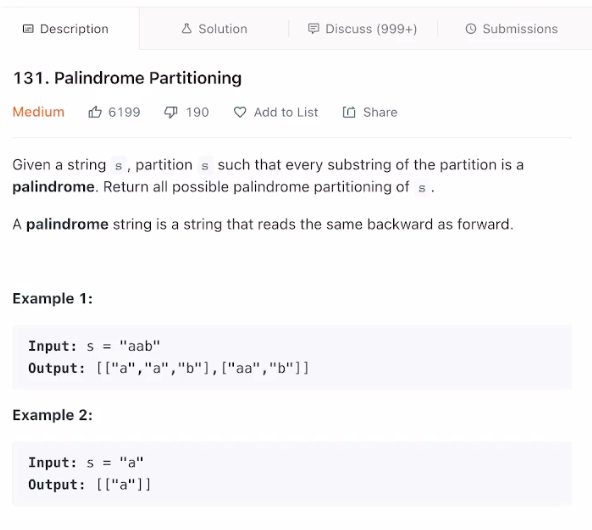 Description Solution Discuss (999+) Submissions
131. Palindrome Partitioning
Medium 6199 190 Add to List Share
Given a string s, partition s such that every substring of the partition is a
palindrome. Return all possible palindrome partitioning of s.
A palindrome string is a string that reads the same backward as forward.
Example 1:
Input: s = "aab"
Output: [["a","a","b"],["aa","b"]]
Example 2:
Input: s = "a"
Output: [["a"]]